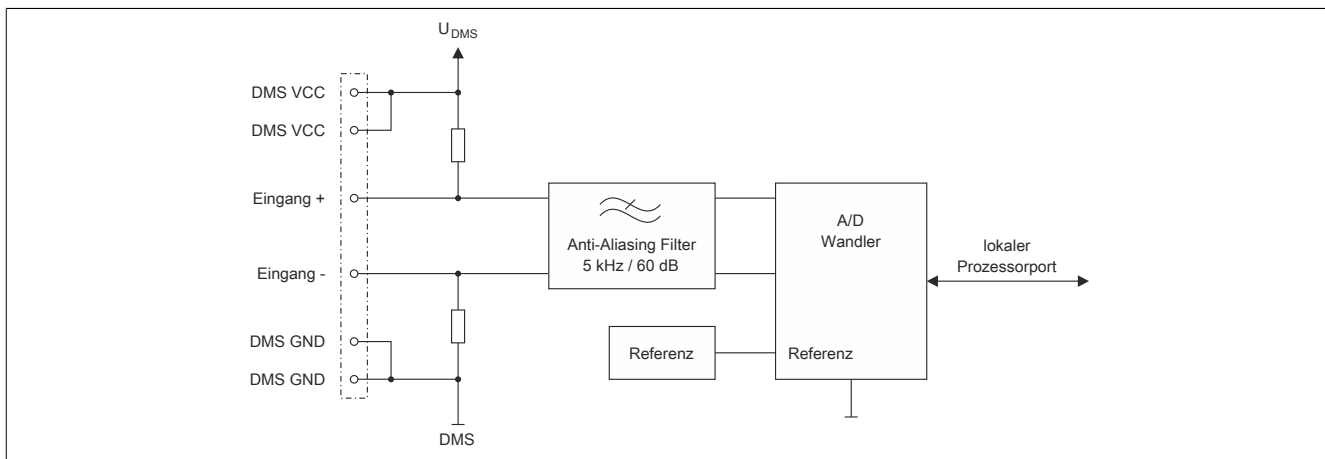 U_DMS
DMS VCC
DMS VCC
Eingang +
Eingang -
DMS GND
DMS GND
DMS
Anti-Aliasing Filter
5 kHz / 60 dB
Referenz
A/D
Wandler
Referenz
lokaler
Prozessorport